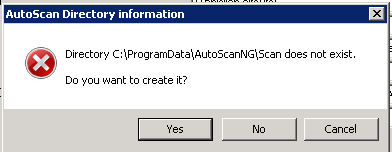 AutoScan Directory information
Directory C:\ProgramData\AutoScanNG\Scan does not exist.
Do you want to create it?
Yes
No
Cancel